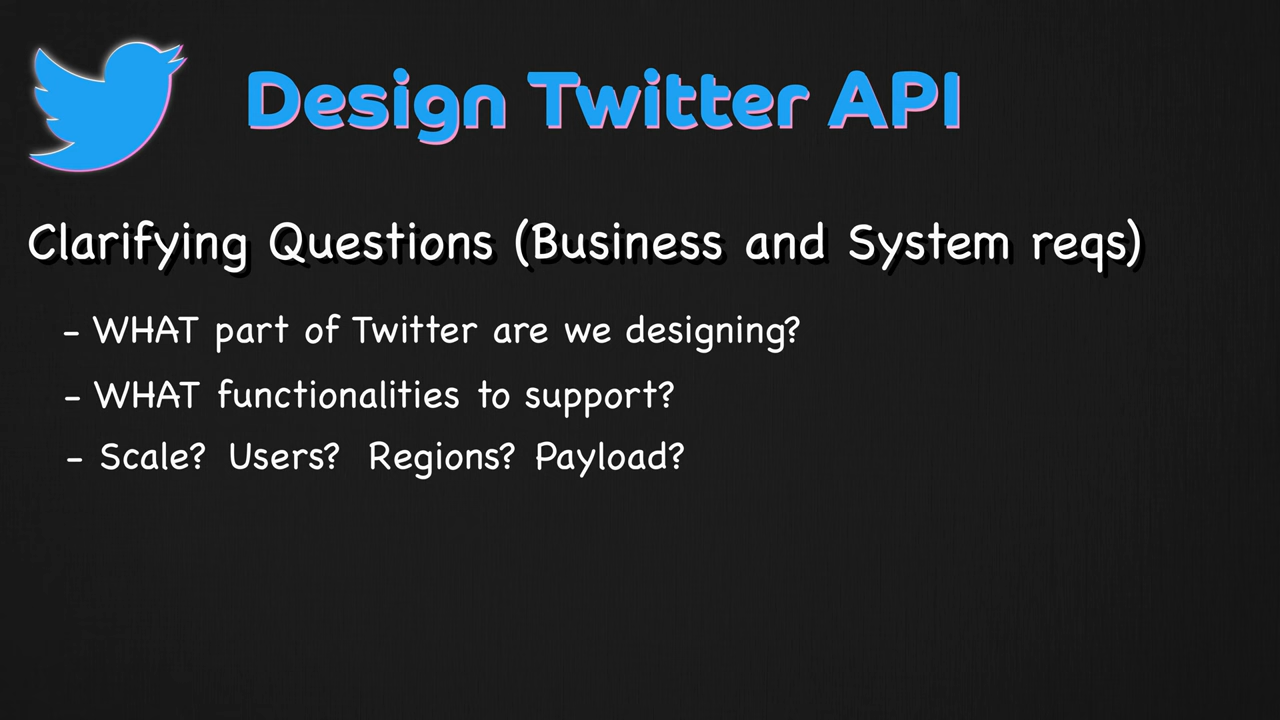 Design Twitter API
Clarifying Questions (Business and System reqs)
- WHAT part of Twitter are we designing?
- WHAT functionalities to support?
- Scale? Users? Regions? Payload?